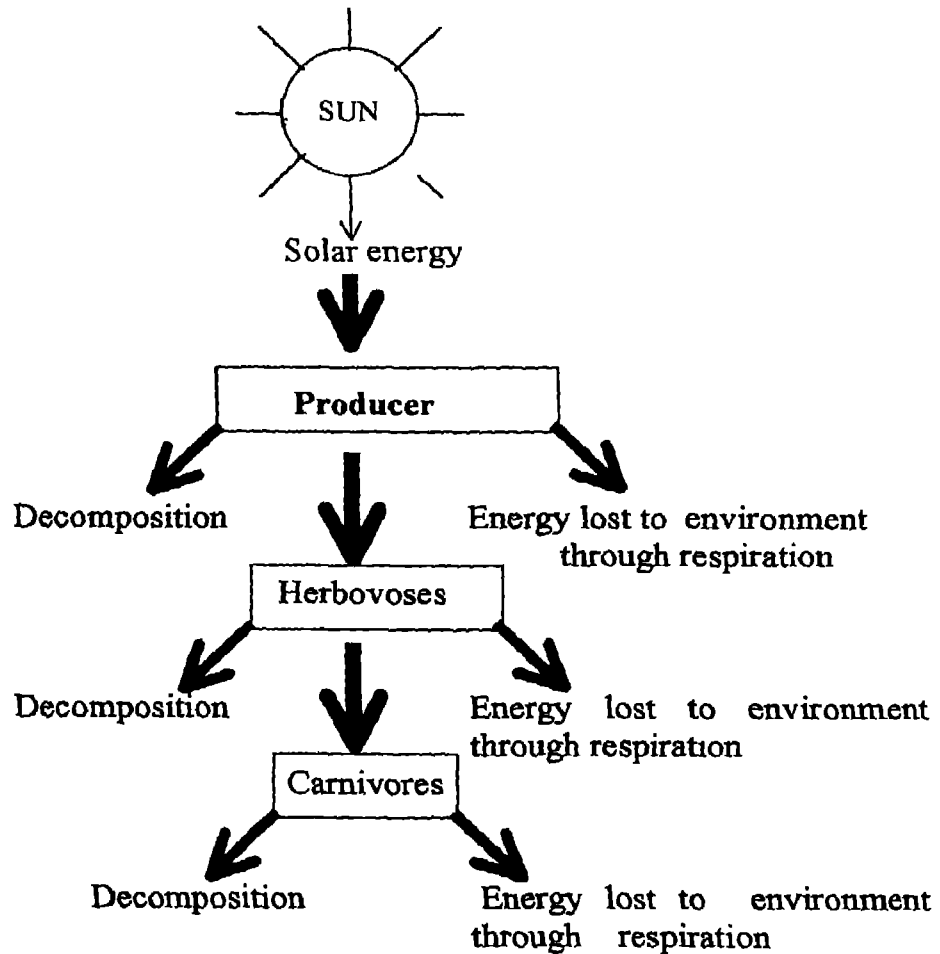 SUN
Solar energy
Producer
Decomposition
Energy lost to environment
through respiration
Herbovoses
Decomposition
Energy lost to environment
through respiration
Carnivores
Decomposition
Energy lost to environment
through respiration